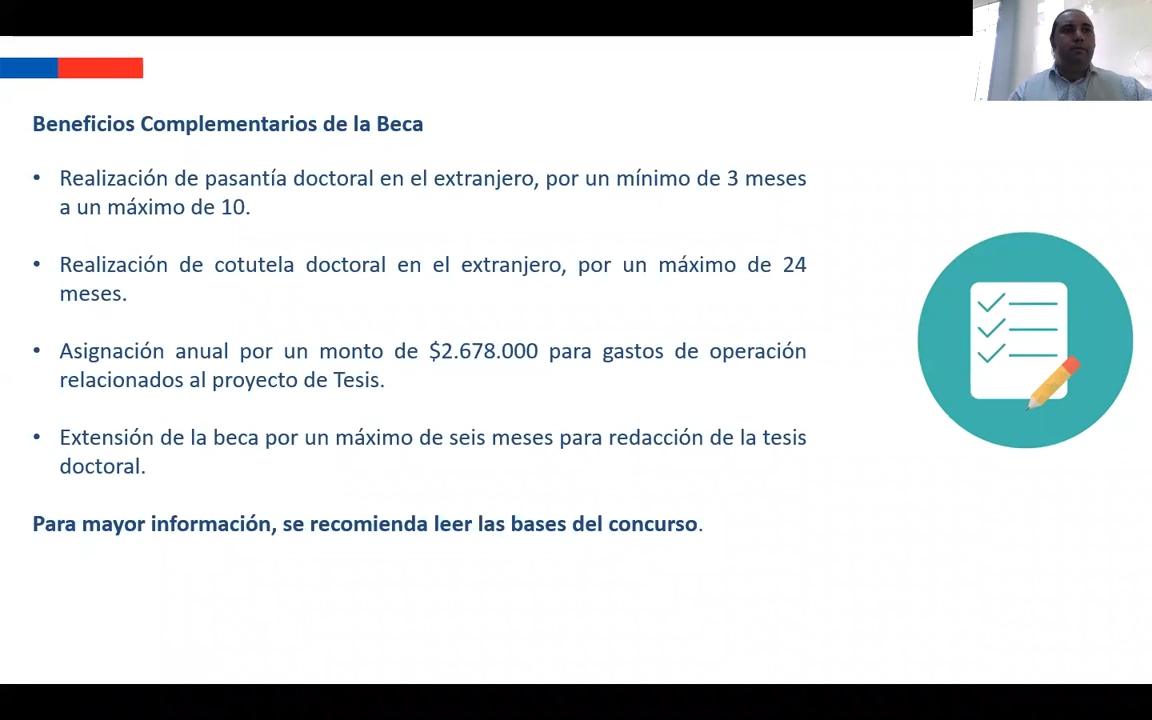 Beneficios Complementarios de la Beca
• Realización de pasantía doctoral en el extranjero, por un mínimo de 3 meses
a un máximo de 10.
• Realización de cotutela doctoral en el extranjero, por un máximo de 24
meses.
• Asignación anual por un monto de $2.678.000 para gastos de operación
relacionados al proyecto de Tesis.
• Extensión de la beca por un máximo de seis meses para redacción de la tesis
doctoral.
Para mayor información, se recomienda leer las bases del concurso.